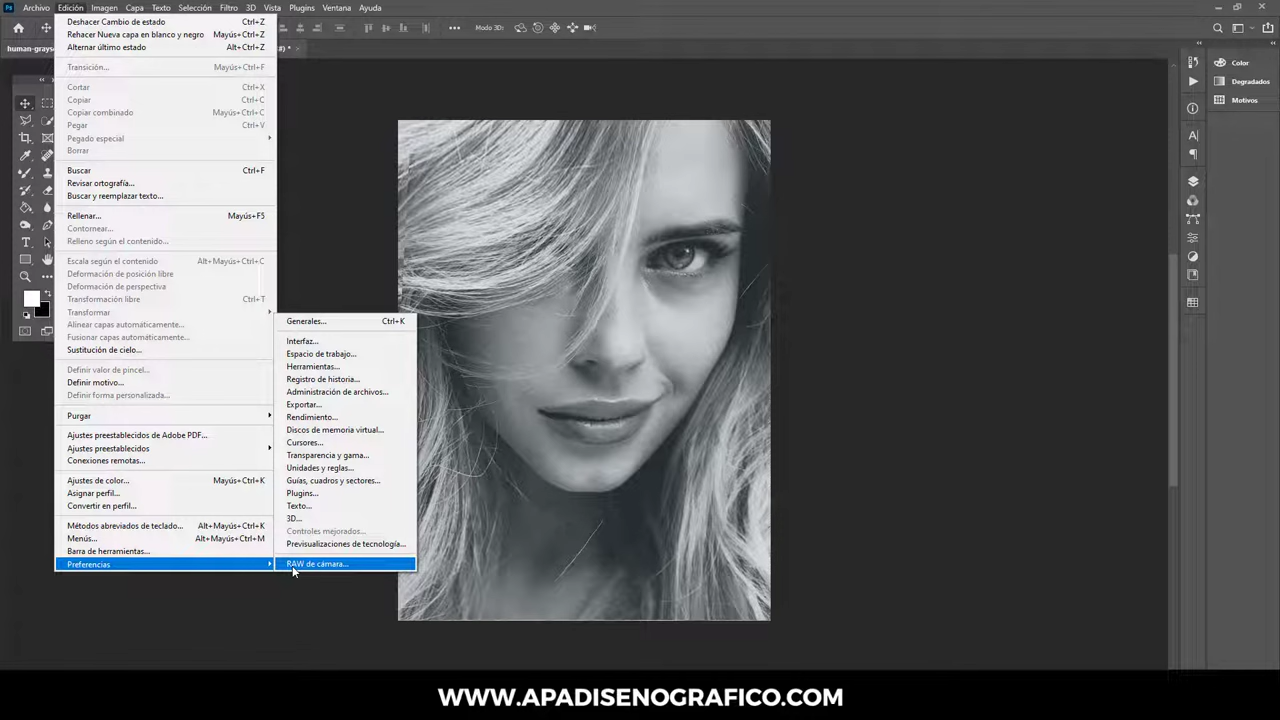 Ps Archivo Edición Imagen Capa Texto Selección Filtro 3D Vista Plugins Ventana Ayuda
Modo 3D:
human-grays
Deshacer Cambio de estado Ctrl+Z
Rehacer Nueva capa en blanco y negro Mayús+Ctrl+Z
Alternar último estado Alt+Ctrl+Z
Transición... Mayús+Ctrl+F
Cortar Ctrl+X
Copiar Ctrl+C
Copiar combinado Mayús+Ctrl+C
Pegar Ctrl+V
Pegado especial
Borrar
Buscar Ctrl+F
Revisar ortografía...
Buscar y reemplazar texto...
Rellenar... Mayús+F5
Contornear...
Relleno según el contenido...
Escala según el contenido Alt+Mayús+Ctrl+C
Deformación de posición libre
Deformación de perspectiva
Transformación libre Ctrl+T
Transformar
Alinear capas automáticamente...
Fusionar capas automáticamente...
Sustitución de cielo...
Definir valor de pincel...
Definir motivo...
Definir forma personalizada...
Purgar
Ajustes preestablecidos de Adobe PDF...
Ajustes preestablecidos
Conexiones remotas...
Ajustes de color... Mayús+Ctrl+K
Asignar perfil...
Convertir en perfil...
Métodos abreviados de teclado... Alt+Mayús+Ctrl+K
Menús... Alt+Mayús+Ctrl+M
Barra de herramientas...
Preferencias
Generales... Ctrl+K
Interfaz...
Espacio de trabajo...
Herramientas...
Registro de historia...
Administración de archivos...
Exportar...
Rendimiento...
Discos de memoria virtual...
Cursores...
Transparencia y gama...
Unidades y reglas...
Guías, cuadros y sectores...
Plugins...
Texto...
3D...
Controles mejorados...
Previsualizaciones de tecnología...
RAW de cámara...
Color
Degradados
Motivos
WWW.APADISENOGRAFICO.COM